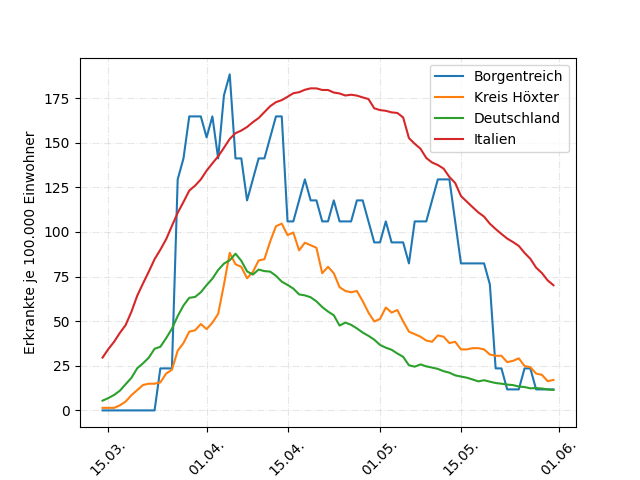 Erkrankte je 100.000 Einwohner
175
150
125
100
75
50
25
0
15.03.
01.04.
15.04.
01.05.
15.05.
01.06.
Borgentreich
Kreis Höxter
Deutschland
Italien